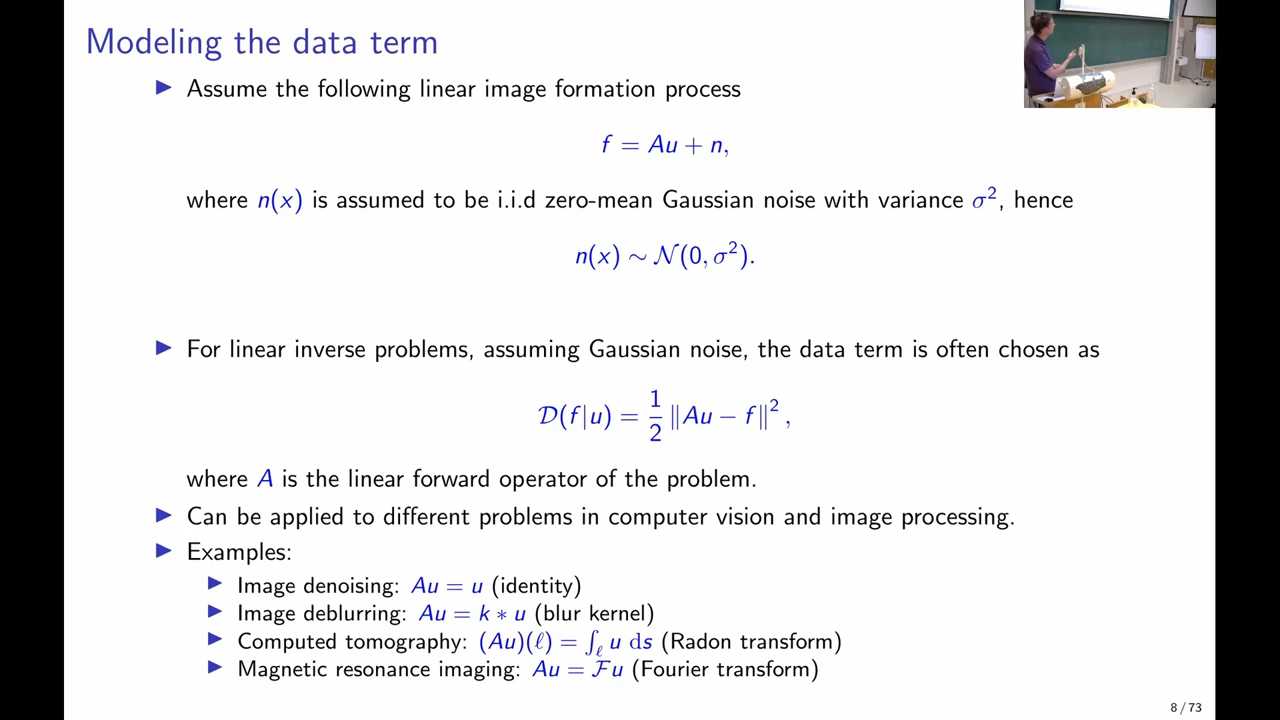 Modeling the data term
▶ Assume the following linear image formation process
f = Au + n,
where n(x) is assumed to be i.i.d zero-mean Gaussian noise with variance σ², hence
n(x) ∼ 𝒩(0, σ²).
▶ For linear inverse problems, assuming Gaussian noise, the data term is often chosen as
𝒟(f|u) = 1/2 ‖Au − f‖²,
where A is the linear forward operator of the problem.
▶ Can be applied to different problems in computer vision and image processing.
▶ Examples:
▶ Image denoising: Au = u (identity)
▶ Image deblurring: Au = k ∗ u (blur kernel)
▶ Computed tomography: (Au)(ℓ) = ∫_ℓ u ds (Radon transform)
▶ Magnetic resonance imaging: Au = ℱu (Fourier transform)
8 / 73